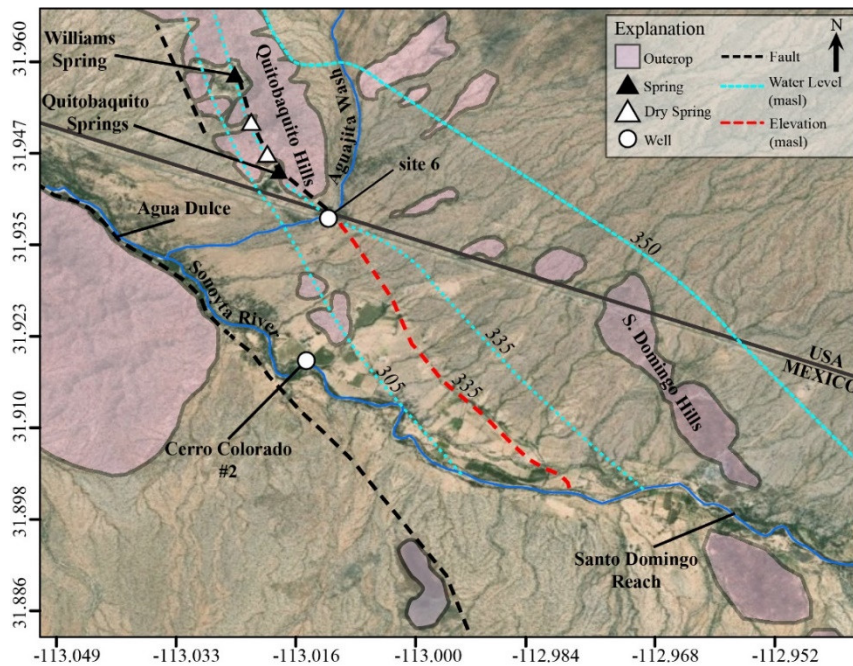 Explanation
Outcrop
Spring
Dry Spring
Well
Fault
Water Level
(masl)
Elevation
(masl)
N
Williams
Spring
Quitobaquito
Springs
Quitobaquito Hills
Aguajita Wash
site 6
Agua Dulce
Sonoyta River
350
335
335
305
S. Domingo Hills
USA
MEXICO
Cerro Colorado
#2
Santo Domingo
Reach
31.960
31.947
31.935
31.923
31.910
31.898
31.886
-113.049
-113.033
-113.016
-113.000
-112.984
-112.968
-112.952